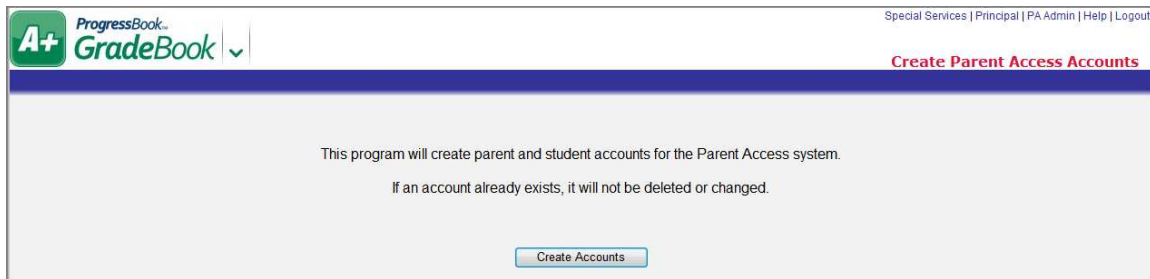 A+
ProgressBook™
GradeBook
Special Services | Principal | PA Admin | Help | Logout
Create Parent Access Accounts
This program will create parent and student accounts for the Parent Access system.
If an account already exists, it will not be deleted or changed.
Create Accounts